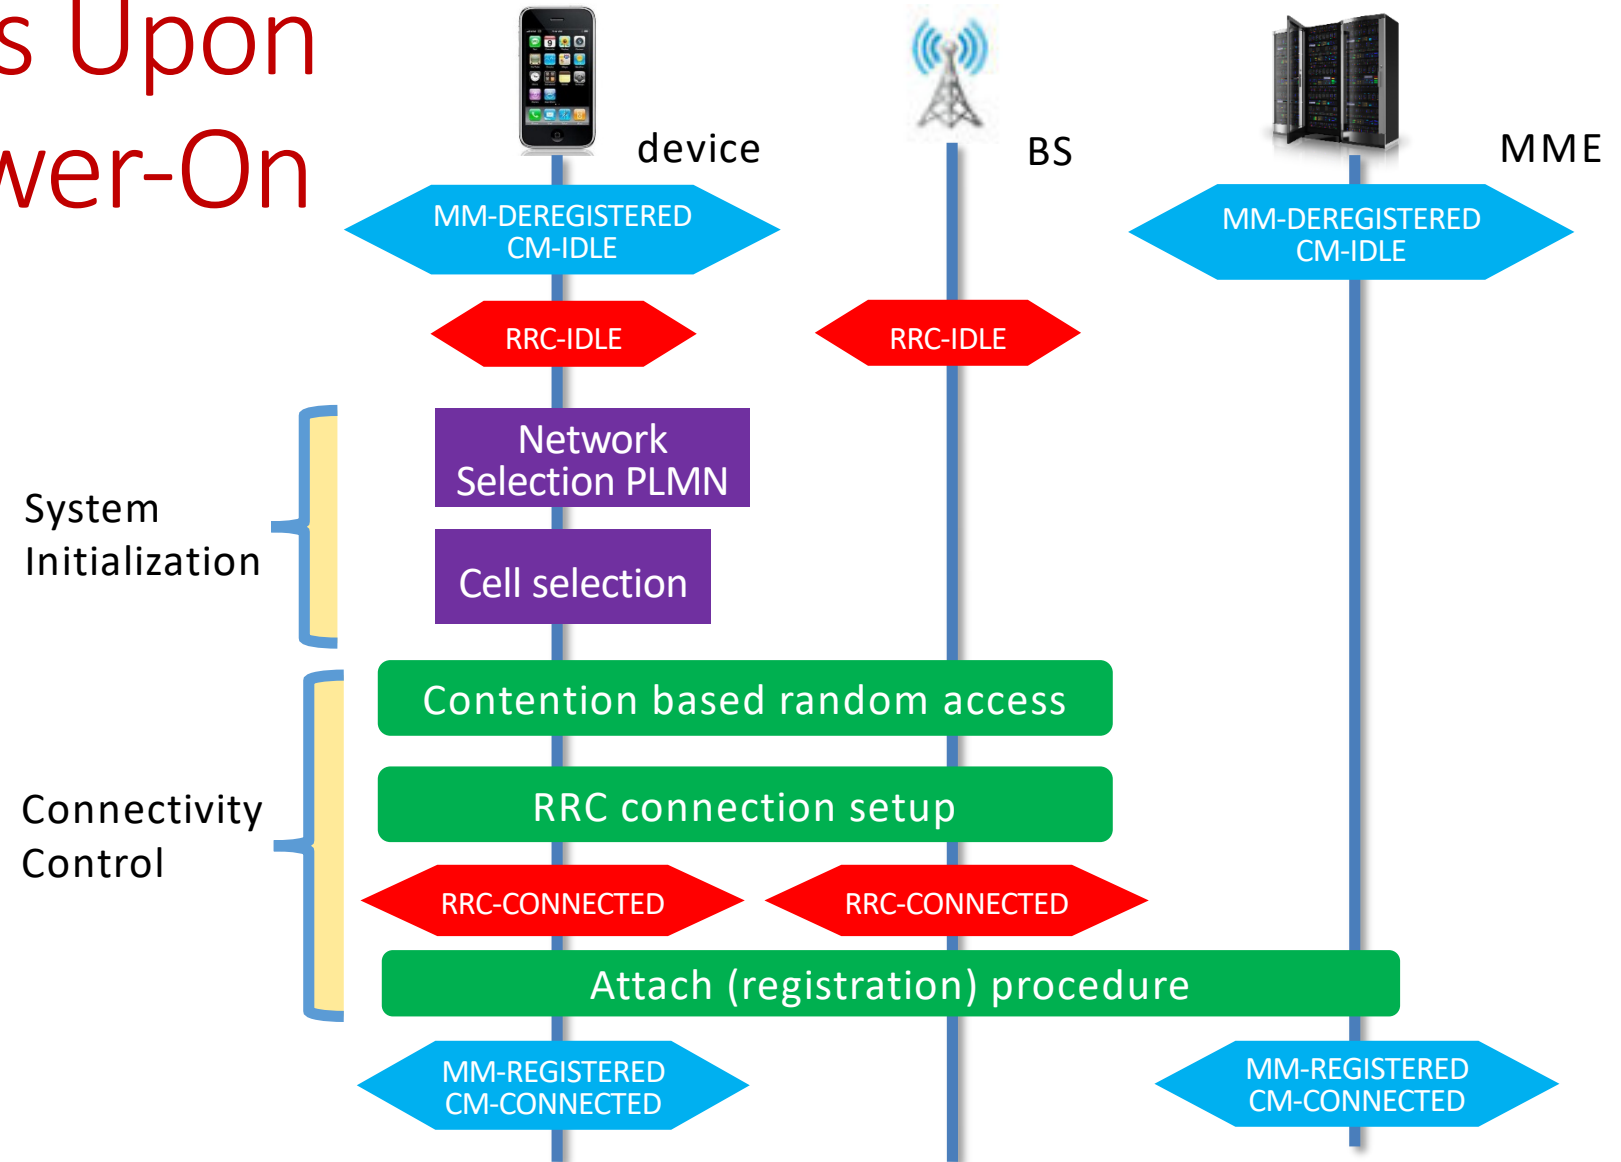 s Upon
wer-On
device
BS
MME
MM-DEREGISTERED
CM-IDLE
MM-DEREGISTERED
CM-IDLE
RRC-IDLE
RRC-IDLE
Network
Selection PLMN
System
Initialization
Cell selection
Contention based random access
RRC connection setup
Connectivity
Control
RRC-CONNECTED
RRC-CONNECTED
Attach (registration) procedure
MM-REGISTERED
CM-CONNECTED
MM-REGISTERED
CM-CONNECTED